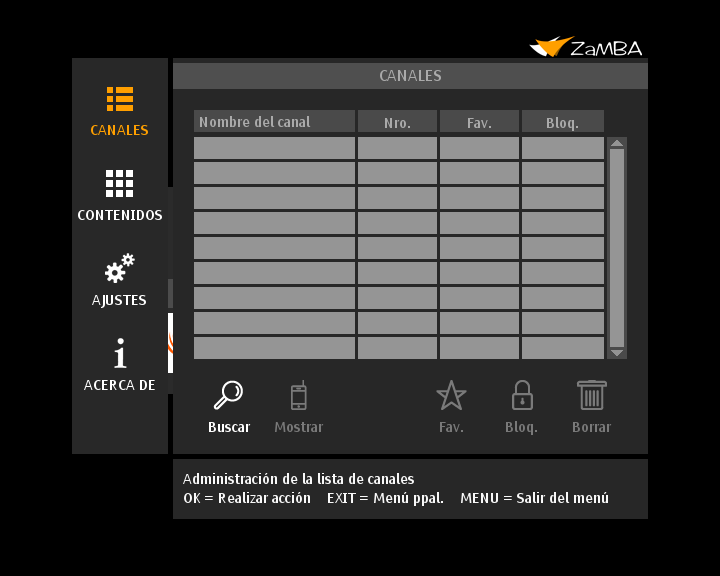 ZaMBA
CANALES
CANALES
CONTENIDOS
AJUSTES
ACERCA DE
Nombre del canal Nro. Fav. Bloq.
Buscar Mostrar Fav. Bloq. Borrar
Administración de la lista de canales
OK = Realizar acción EXIT = Menú ppal. MENU = Salir del menú